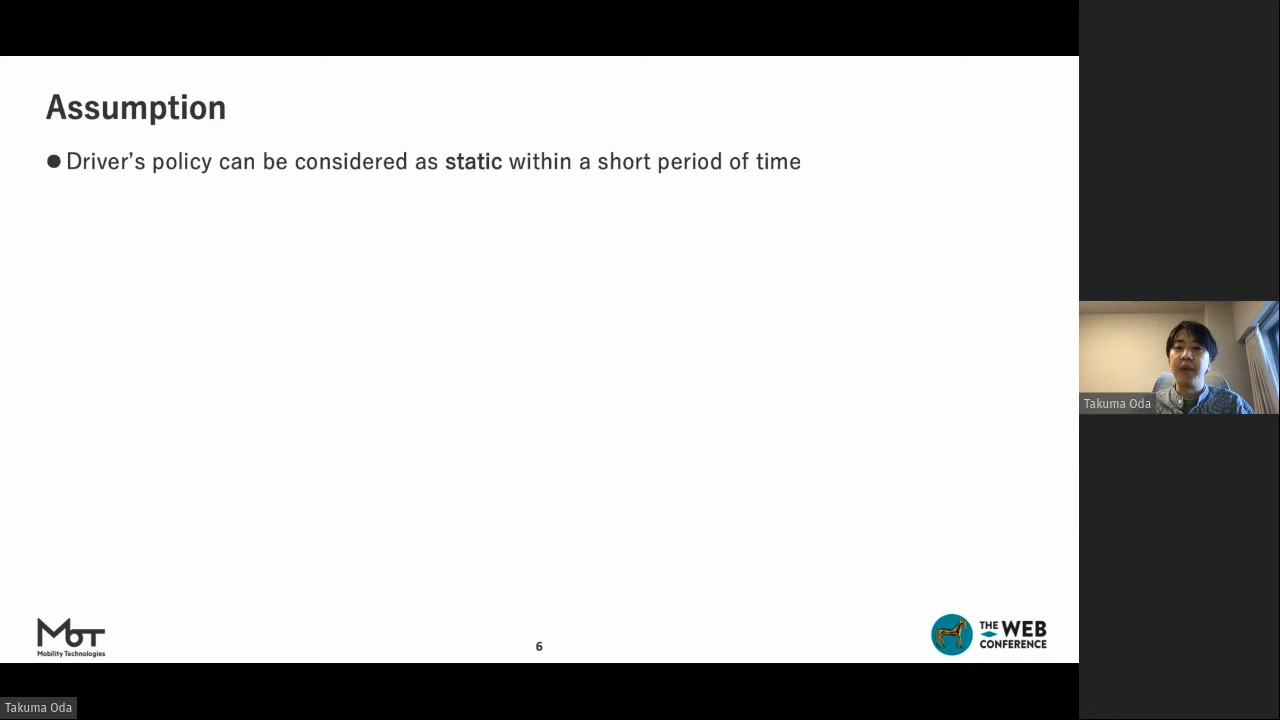 Assumption
● Driver’s policy can be considered as static within a short period of time
Takuma Oda
MoT
Mobility Technologies
6
THE WEB
CONFERENCE
Takuma Oda